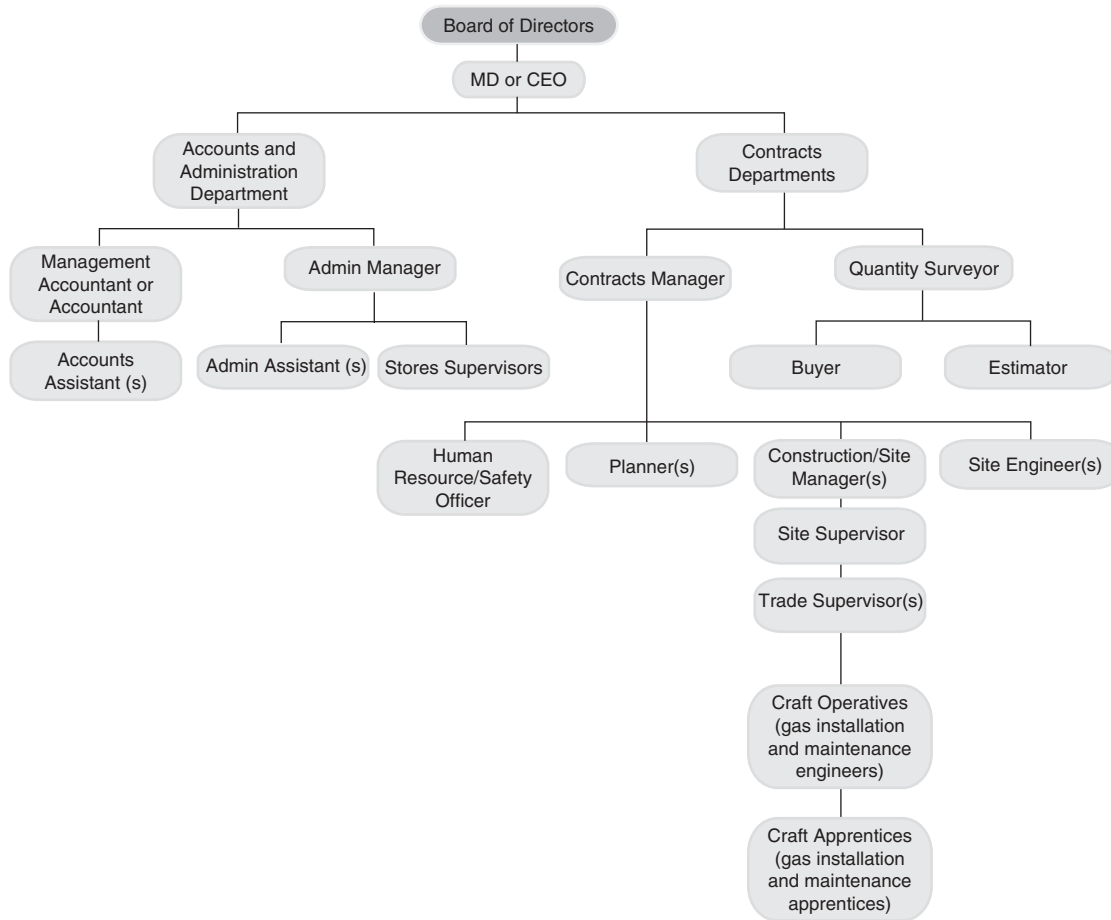 Board of Directors
MD or CEO
Accounts and
Administration
Department
Contracts
Departments
Management
Accountant or
Accountant
Admin Manager
Contracts Manager
Quantity Surveyor
Accounts
Assistant (s)
Admin Assistant (s)
Stores Supervisors
Buyer
Estimator
Human
Resource/Safety
Officer
Planner(s)
Construction/Site
Manager(s)
Site Engineer(s)
Site Supervisor
Trade Supervisor(s)
Craft Operatives
(gas installation
and maintenance
engineers)
Craft Apprentices
(gas installation
and maintenance
apprentices)